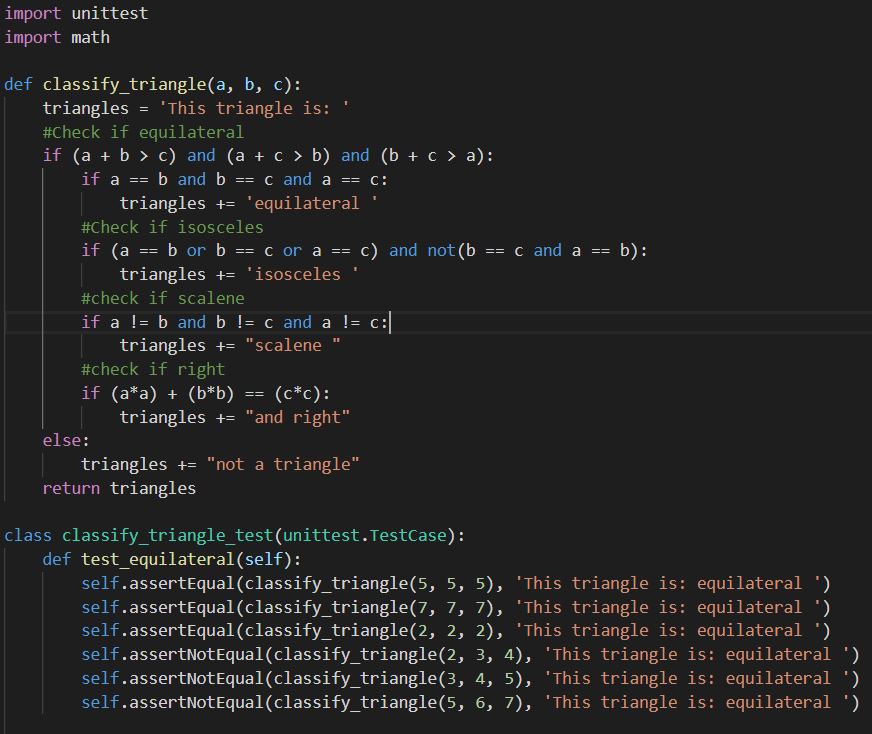 import unittest
import math

def classify_triangle(a, b, c):
    triangles = 'This triangle is: '
    #Check if equilateral
    if (a + b > c) and (a + c > b) and (b + c > a):
        if a == b and b == c and a == c:
            triangles += 'equilateral '
        #Check if isosceles
        if (a == b or b == c or a == c) and not(b == c and a == b):
            triangles += 'isosceles '
        #check if scalene
        if a != b and b != c and a != c:
            triangles += "scalene "
        #check if right
        if (a*a) + (b*b) == (c*c):
            triangles += "and right"
    else:
        triangles += "not a triangle"
    return triangles

class classify_triangle_test(unittest.TestCase):
    def test_equilateral(self):
        self.assertEqual(classify_triangle(5, 5, 5), 'This triangle is: equilateral ')
        self.assertEqual(classify_triangle(7, 7, 7), 'This triangle is: equilateral ')
        self.assertEqual(classify_triangle(2, 2, 2), 'This triangle is: equilateral ')
        self.assertNotEqual(classify_triangle(2, 3, 4), 'This triangle is: equilateral ')
        self.assertNotEqual(classify_triangle(3, 4, 5), 'This triangle is: equilateral ')
        self.assertNotEqual(classify_triangle(5, 6, 7), 'This triangle is: equilateral ')